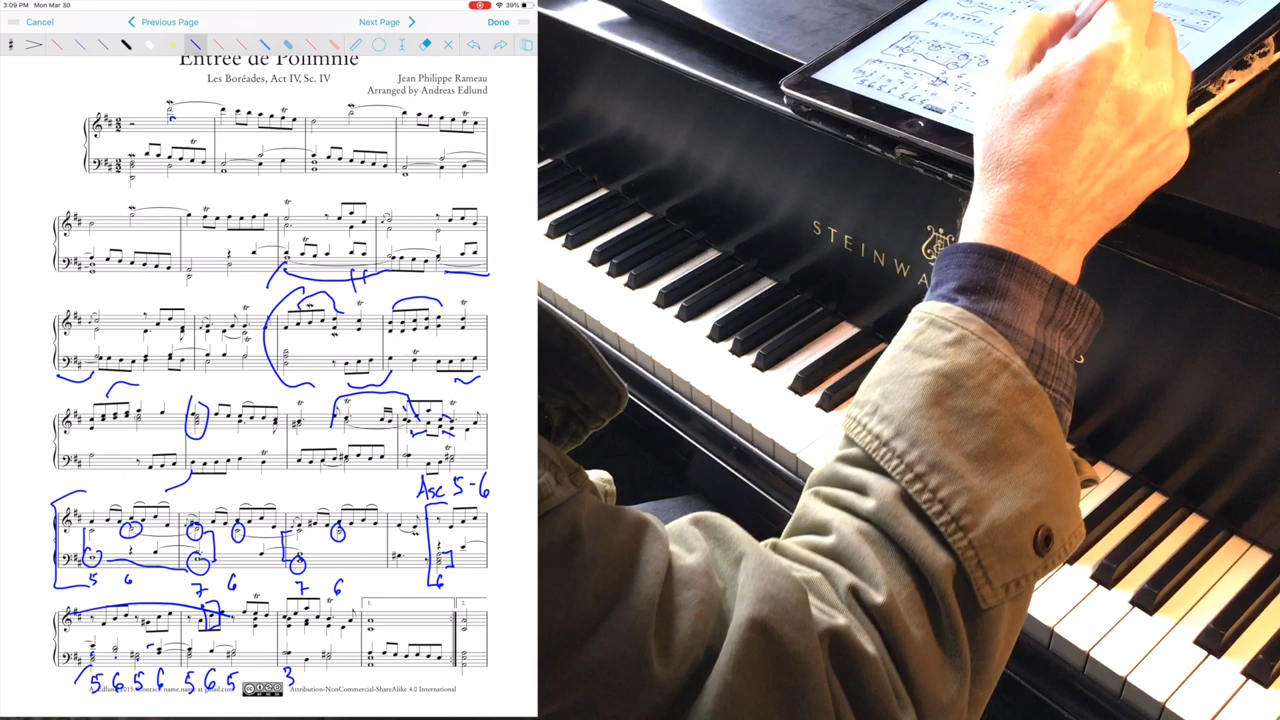 3:09 PM Mon Mar 30
39%
Cancel
Previous Page
Next Page
Done
Entrée de Polimnie
Les Boréades, Act IV, Sc. IV
Jean Philippe Rameau
Arranged by Andreas Edlund
STEINWA
Asc 5-6
5 6 7 6 7 6 6
1. 2.
5 6 5 6 5 6 5 3
Attribution-NonCommercial-ShareAlike 4.0 International